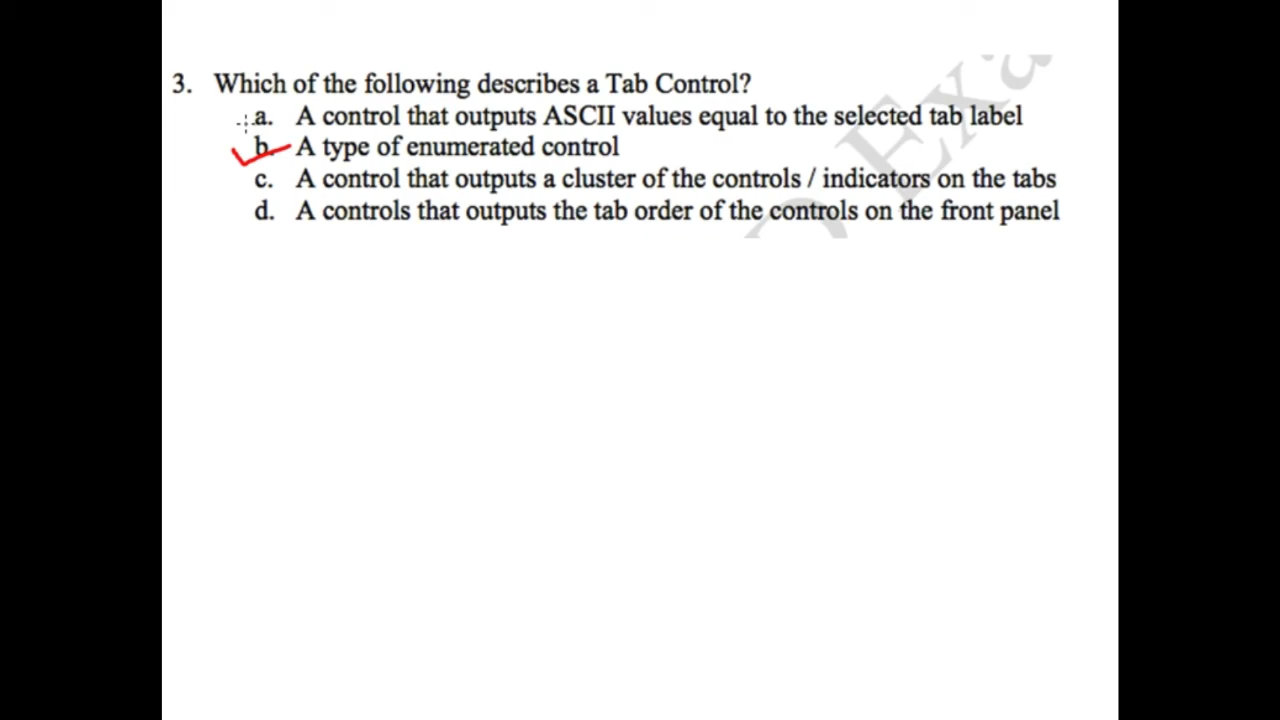 3. Which of the following describes a Tab Control?
a. A control that outputs ASCII values equal to the selected tab label
b. A type of enumerated control
c. A control that outputs a cluster of the controls / indicators on the tabs
d. A controls that outputs the tab order of the controls on the front panel